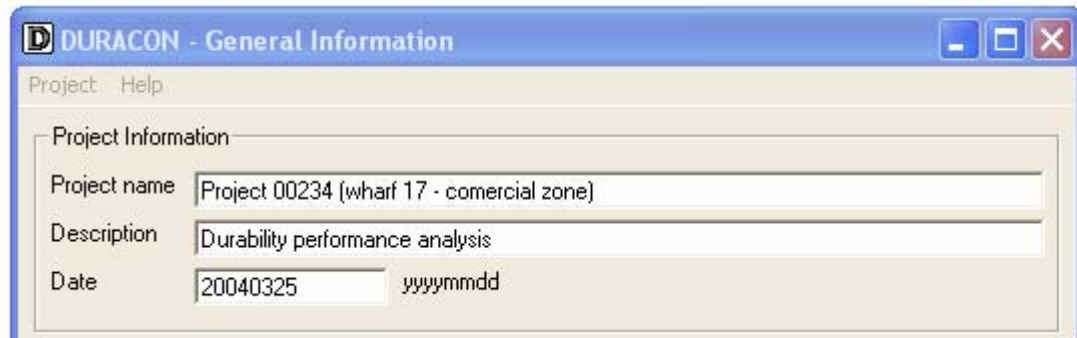 D DURACON - General Information
Project Help
Project Information
Project name Project 00234 (wharf 17 - comercial zone)
Description Durability performance analysis
Date 20040325 yyyymmdd